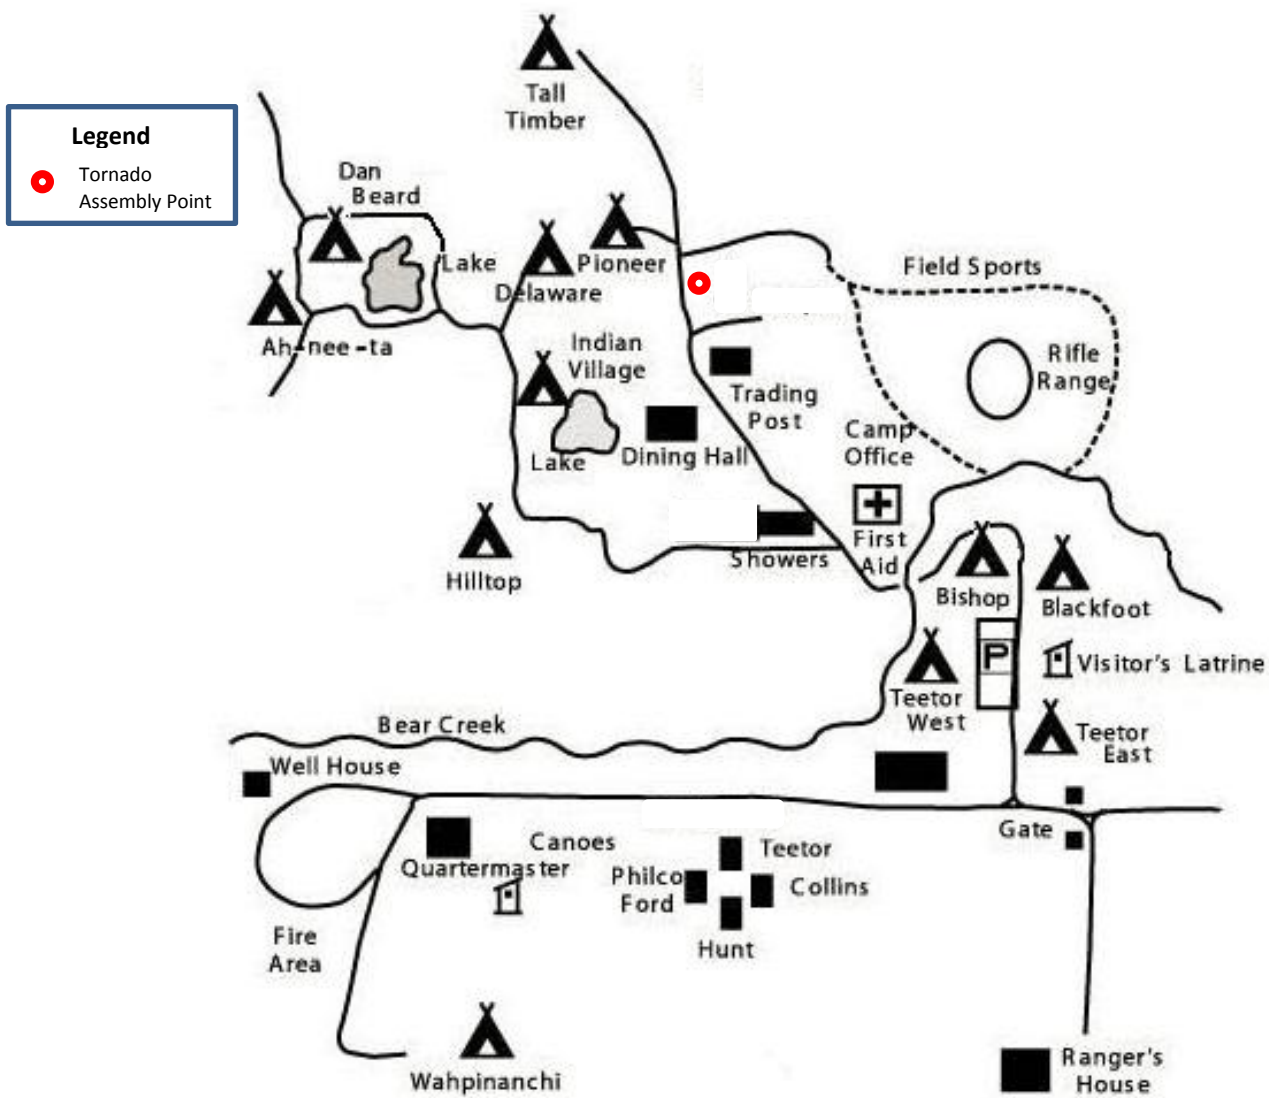 Legend
Tornado
Assembly Point
Tall
Timber
Dan
Beard
Lake
Pioneer
Delaware
Field Sports
Ah-nee-ta
Indian
Village
Rifle
Range
Trading
Post
Camp
Office
Lake
Dining Hall
First
Aid
Showers
Hilltop
Bishop
Blackfoot
P
Visitor's Latrine
Teetor
West
Teetor
East
Bear Creek
Well House
Gate
Canoes
Quartermaster
Teetor
Philco
Ford
Collins
Hunt
Fire
Area
Wahpinanchi
Ranger's
House